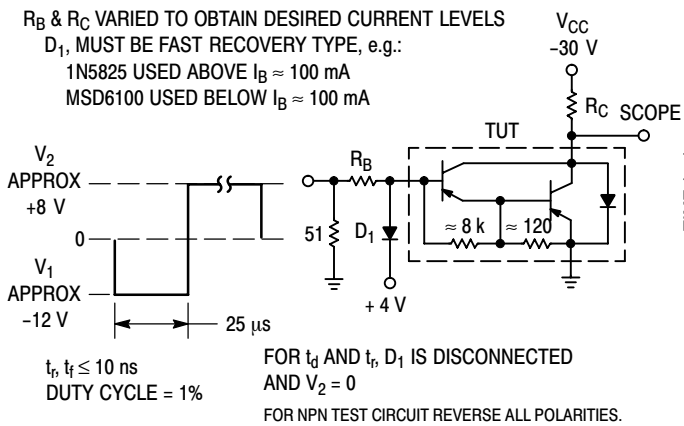 R_B & R_C VARIED TO OBTAIN DESIRED CURRENT LEVELS
D_1, MUST BE FAST RECOVERY TYPE, e.g.:
1N5825 USED ABOVE I_B ≈ 100 mA
MSD6100 USED BELOW I_B ≈ 100 mA
V_CC
-30 V
R_C SCOPE
TUT
V_2
APPROX
+8 V
R_B
0
51
D_1
≈ 8 k
≈ 120
V_1
APPROX
-12 V
+ 4 V
25 μs
t_r, t_f ≤ 10 ns
DUTY CYCLE = 1%
FOR t_d AND t_r, D_1 IS DISCONNECTED
AND V_2 = 0
FOR NPN TEST CIRCUIT REVERSE ALL POLARITIES.